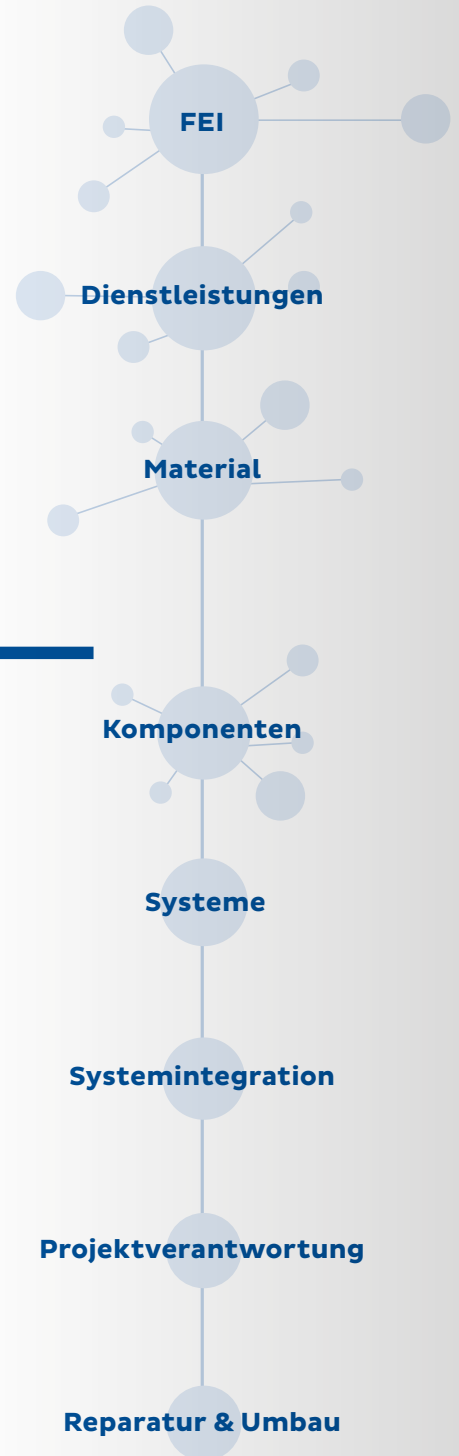 FEI
Dienstleistungen
Material
Komponenten
Systeme
Systemintegration
Projektverantwortung
Reparatur & Umbau